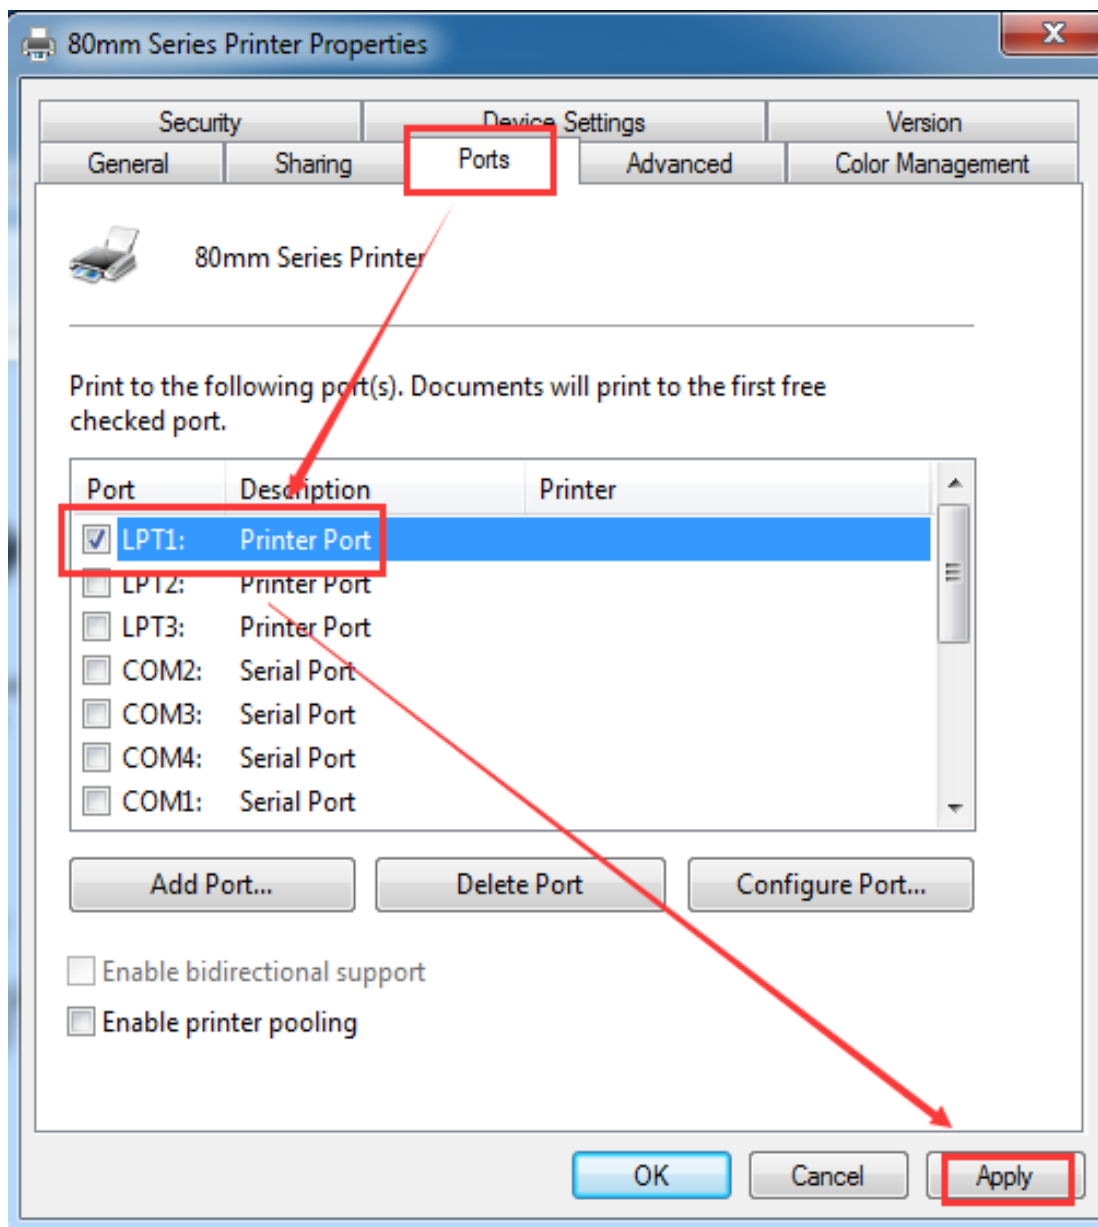 80mm Series Printer Properties
x
Security Device Settings Version
General Sharing Ports Advanced Color Management
80mm Series Printer
Print to the following port(s). Documents will print to the first free
checked port.
Port Description Printer
LPT1: Printer Port
LPT2: Printer Port
LPT3: Printer Port
COM2: Serial Port
COM3: Serial Port
COM4: Serial Port
COM1: Serial Port
Add Port... Delete Port Configure Port...
Enable bidirectional support
Enable printer pooling
OK Cancel Apply